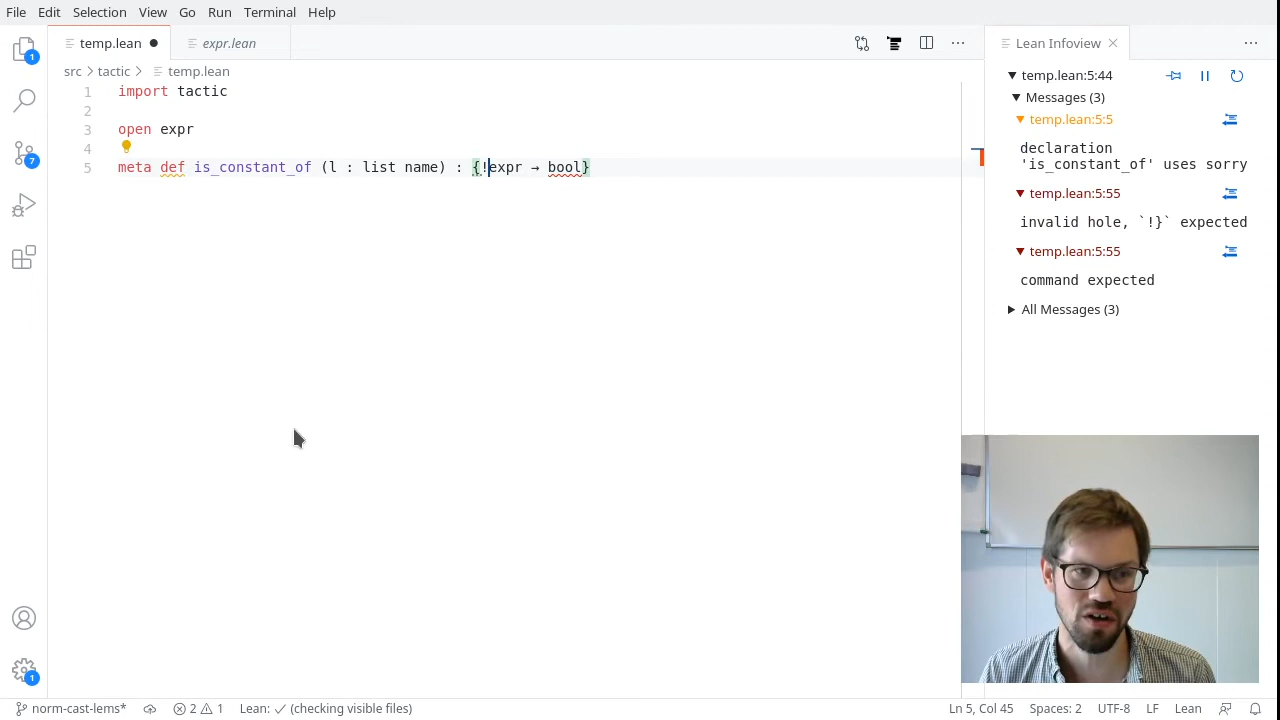 File Edit Selection View Go Run Terminal Help
temp.lean expr.lean Lean Infoview
src tactic temp.lean
1 import tactic
2
3 open expr
4
5 meta def is_constant_of (l : list name) : {!expr → bool}
temp.lean:5:44
Messages (3)
temp.lean:5:5
declaration
'is_constant_of' uses sorry
temp.lean:5:55
invalid hole, `!}` expected
temp.lean:5:55
command expected
All Messages (3)
1
7
1
norm-cast-lems* 2 1 Lean: ✓ (checking visible files) Ln 5, Col 45 Spaces: 2 UTF-8 LF Lean